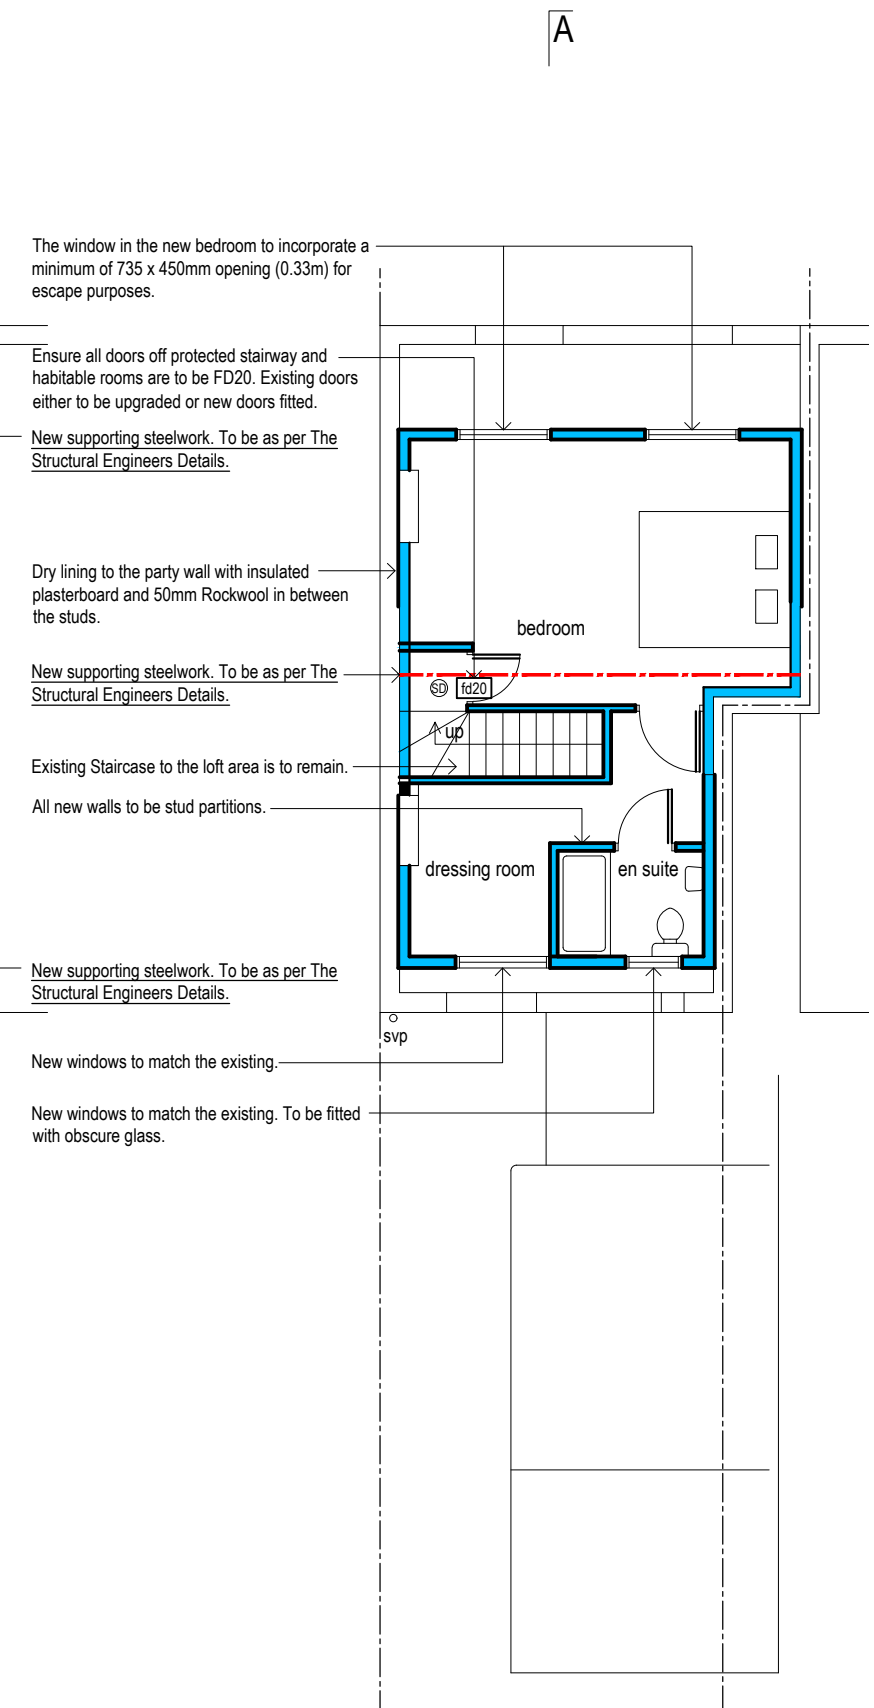 A
The window in the new bedroom to incorporate a
minimum of 735 x 450mm opening (0.33m) for
escape purposes.
Ensure all doors off protected stairway and
habitable rooms are to be FD20. Existing doors
either to be upgraded or new doors fitted.
New supporting steelwork. To be as per The
Structural Engineers Details.
Dry lining to the party wall with insulated
plasterboard and 50mm Rockwool in between
the studs.
bedroom
New supporting steelwork. To be as per The
Structural Engineers Details.
SD
fd20
up
Existing Staircase to the loft area is to remain.
All new walls to be stud partitions.
dressing room
en suite
New supporting steelwork. To be as per The
Structural Engineers Details.
svp
New windows to match the existing.
New windows to match the existing. To be fitted
with obscure glass.